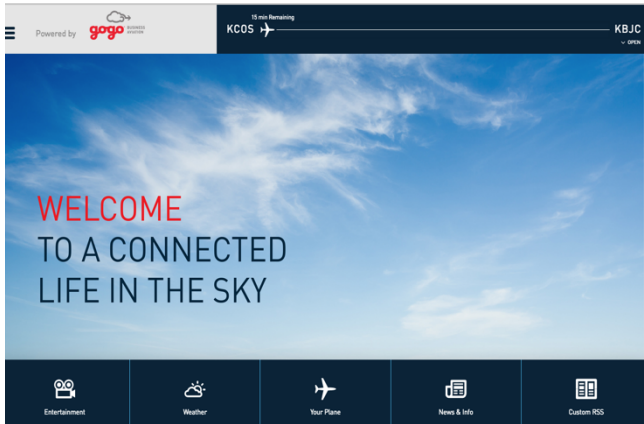 Powered by
gogo BUSINESS AVIATION
15 min Remaining
KCOS
KBJC
OPEN
WELCOME
TO A CONNECTED
LIFE IN THE SKY
Entertainment
Weather
Your Plane
News & Info
Custom RSS